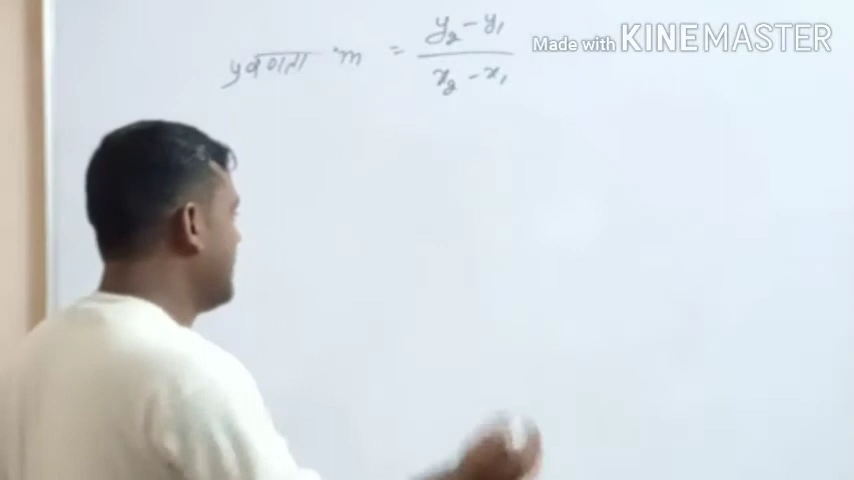 प्रवणता m = y₂ - y₁ / x₂ - x₁
Made with KINEMASTER